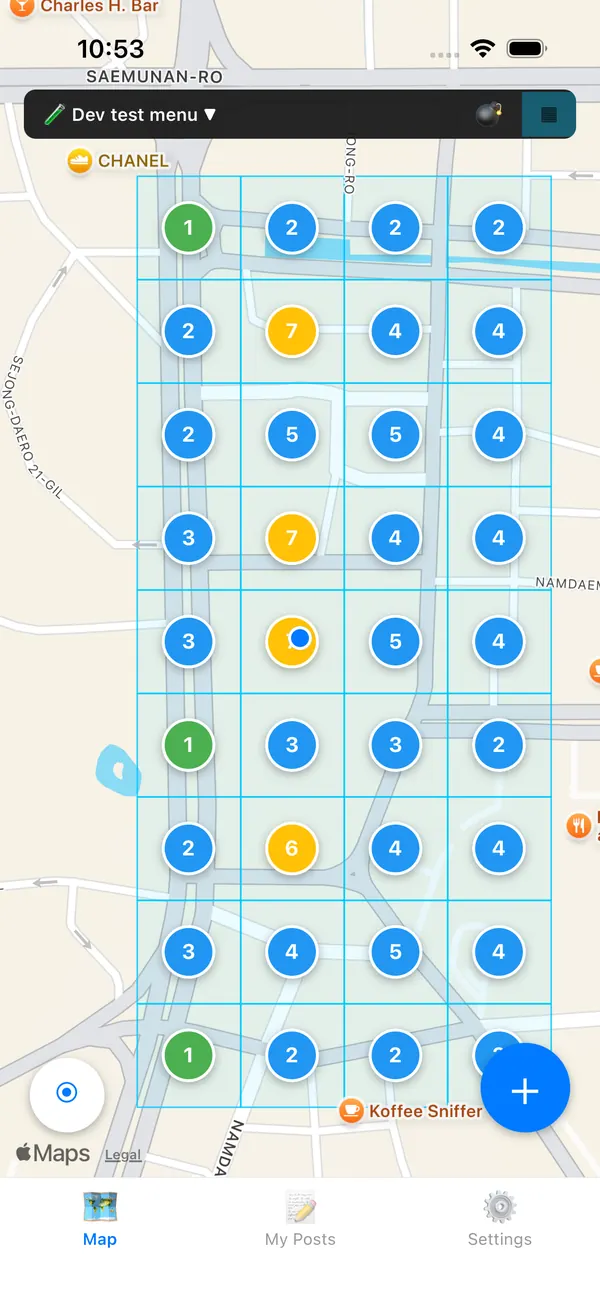 Charles H. Bar
10:53
SAEMUNAN-RO
Dev test menu ▼
CHANEL
ONG-RO
1 2 2 2
2 7 4 4
SEJONG-DAERO 21-GIL
2 5 5 4
3 7 4 4
NAMDAEM
3 5 4
1 3 3 2
2 6 4 4
3 4 5 4
1 2 2
+
Koffee Sniffer
NAMDA
Maps Legal
Map My Posts Settings